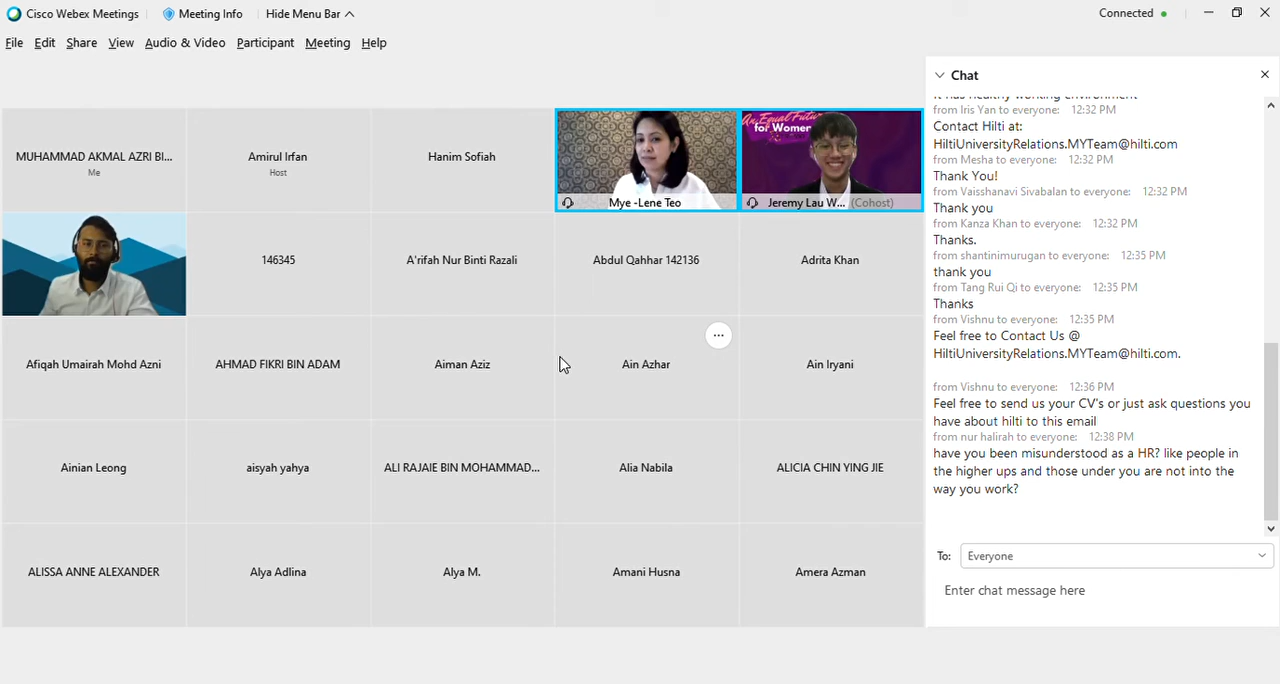 Cisco Webex Meetings
Meeting Info
Hide Menu Bar
Connected
File Edit Share View Audio & Video Participant Meeting Help
MUHAMMAD AKMAL AZRI BI...
Me
Amirul Irfan
Host
Hanim Sofiah
Mye -Lene Teo
An Equal Futu
for Women
Jeremy Lau W... (Cohost)
146345
A'rifah Nur Binti Razali
Abdul Qahhar 142136
Adrita Khan
Afiqah Umairah Mohd Azni
AHMAD FIKRI BIN ADAM
Aiman Aziz
Ain Azhar
Ain Iryani
Ainian Leong
aisyah yahya
ALI RAJAIE BIN MOHAMMAD...
Alia Nabila
ALICIA CHIN YING JIE
ALISSA ANNE ALEXANDER
Alya Adlina
Alya M.
Amani Husna
Amera Azman
Chat
from Iris Yan to everyone: 12:32 PM
Contact Hilti at:
HiltiUniversityRelations.MYTeam@hilti.com
from Mesha to everyone: 12:32 PM
Thank You!
from Vaisshanavi Sivabalan to everyone: 12:32 PM
Thank you
from Kanza Khan to everyone: 12:32 PM
Thanks.
from shantinimurugan to everyone: 12:35 PM
thank you
from Tang Rui Qi to everyone: 12:35 PM
Thanks
from Vishnu to everyone: 12:35 PM
Feel free to Contact Us @
HiltiUniversityRelations.MYTeam@hilti.com.
from Vishnu to everyone: 12:36 PM
Feel free to send us your CV's or just ask questions you
have about hilti to this email
from nur halirah to everyone: 12:38 PM
have you been misunderstood as a HR? like people in
the higher ups and those under you are not into the
way you work?
To: Everyone
Enter chat message here